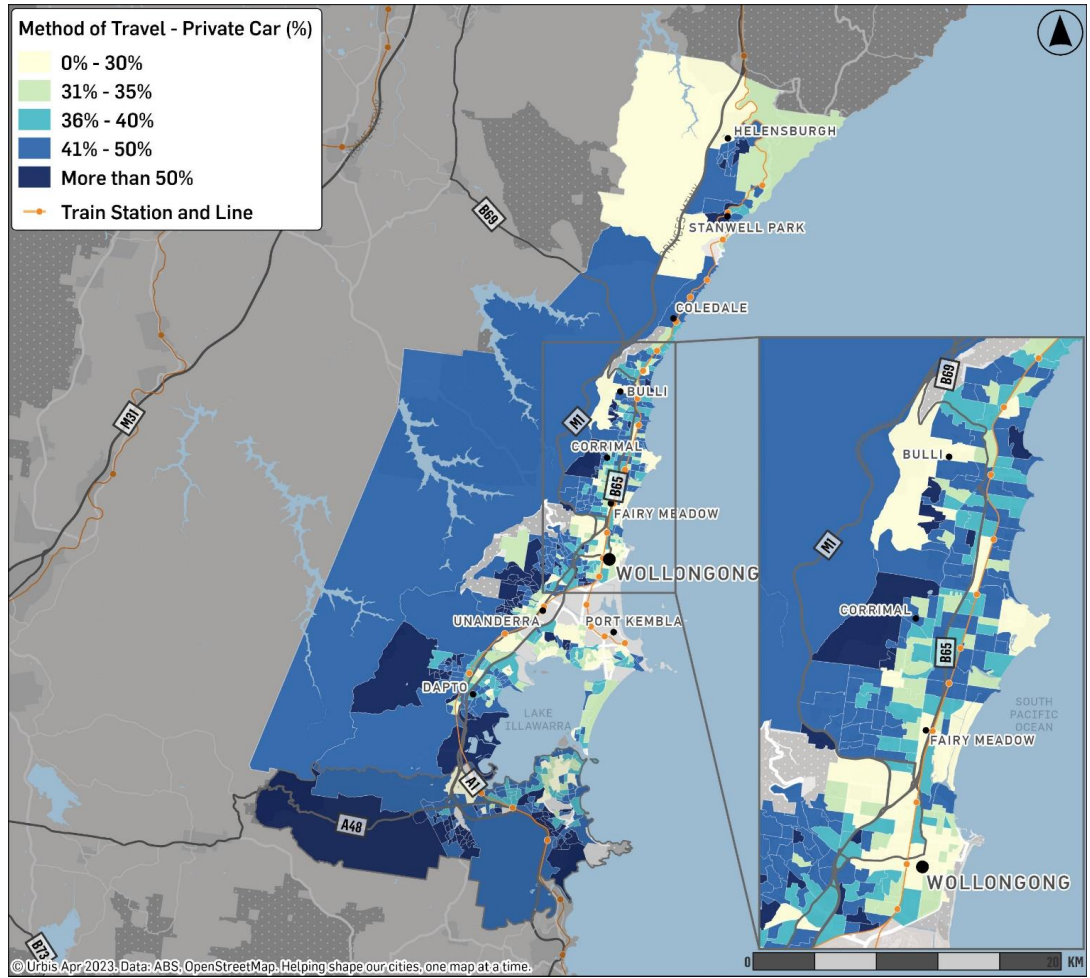 Method of Travel - Private Car (%)
0% - 30%
31% - 35%
36% - 40%
41% - 50%
More than 50%
Train Station and Line
HELENSBURGH
B69
PRINCES
STANWELL PARK
COLEDALE
M31
BULLI
M1
CORRIMAL
B65
FAIRY MEADOW
WOLLONGONG
UNANDERRA
PORT KEMBLA
DAPTO
LAKE
ILLAWARRA
A1
A48
B73
B69
BULLI
M1
CORRIMAL
B65
SOUTH
PACIFIC
OCEAN
FAIRY MEADOW
WOLLONGONG
0 20 KM
© Urbis Apr 2023. Data: ABS, OpenStreetMap. Helping shape our cities, one map at a time.